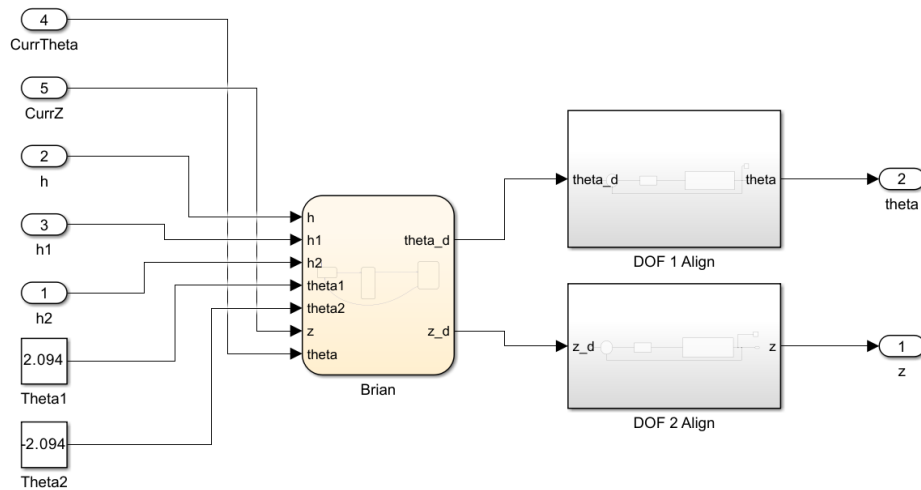 4
CurrTheta
5
CurrZ
2
h
3
h1
1
h2
2.094
Theta1
-2.094
Theta2
h
h1
h2
theta1
theta2
z
theta
theta_d
z_d
Brian
theta_d
theta
DOF 1 Align
z_d
z
DOF 2 Align
2
theta
1
z